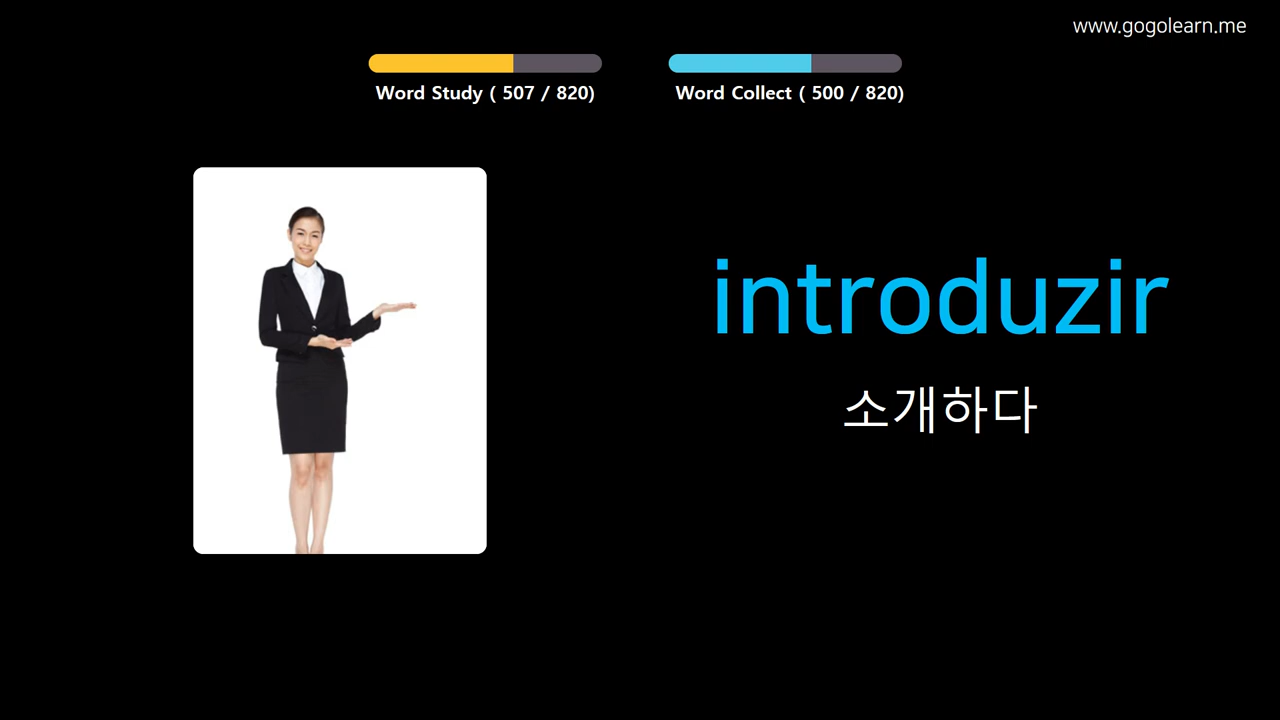 www.gogolearn.me
Word Study ( 507 / 820)
Word Collect ( 500 / 820)
introduzir
소개하다